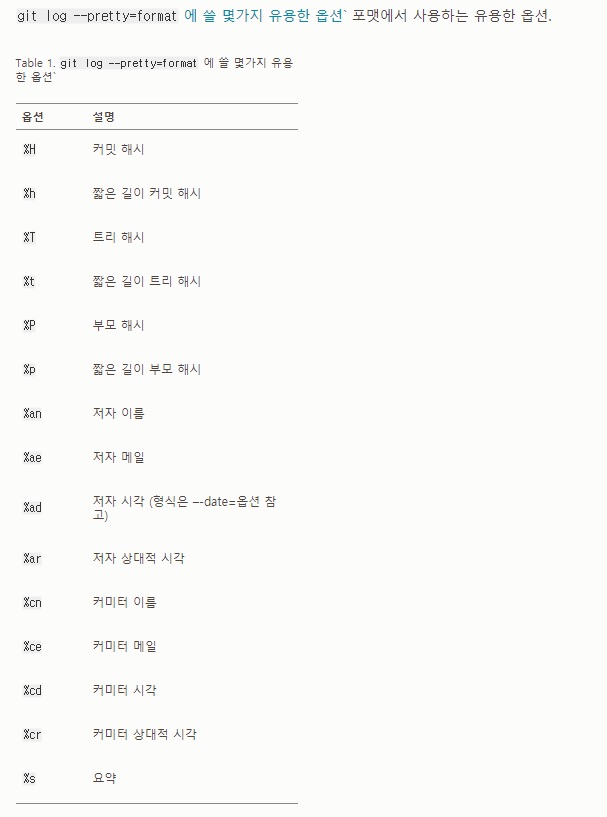 git log --pretty=format 에 쓸 몇가지 유용한 옵션` 포맷에서 사용하는 유용한 옵션.
Table 1. git log --pretty=format 에 쓸 몇가지 유용
한 옵션`
옵션 설명
%H 커밋 해시
%h 짧은 길이 커밋 해시
%T 트리 해시
%t 짧은 길이 트리 해시
%P 부모 해시
%p 짧은 길이 부모 해시
%an 저자 이름
%ae 저자 메일
%ad 저자 시각 (형식은 –-date=옵션 참
고)
%ar 저자 상대적 시각
%cn 커미터 이름
%ce 커미터 메일
%cd 커미터 시각
%cr 커미터 상대적 시각
%s 요약